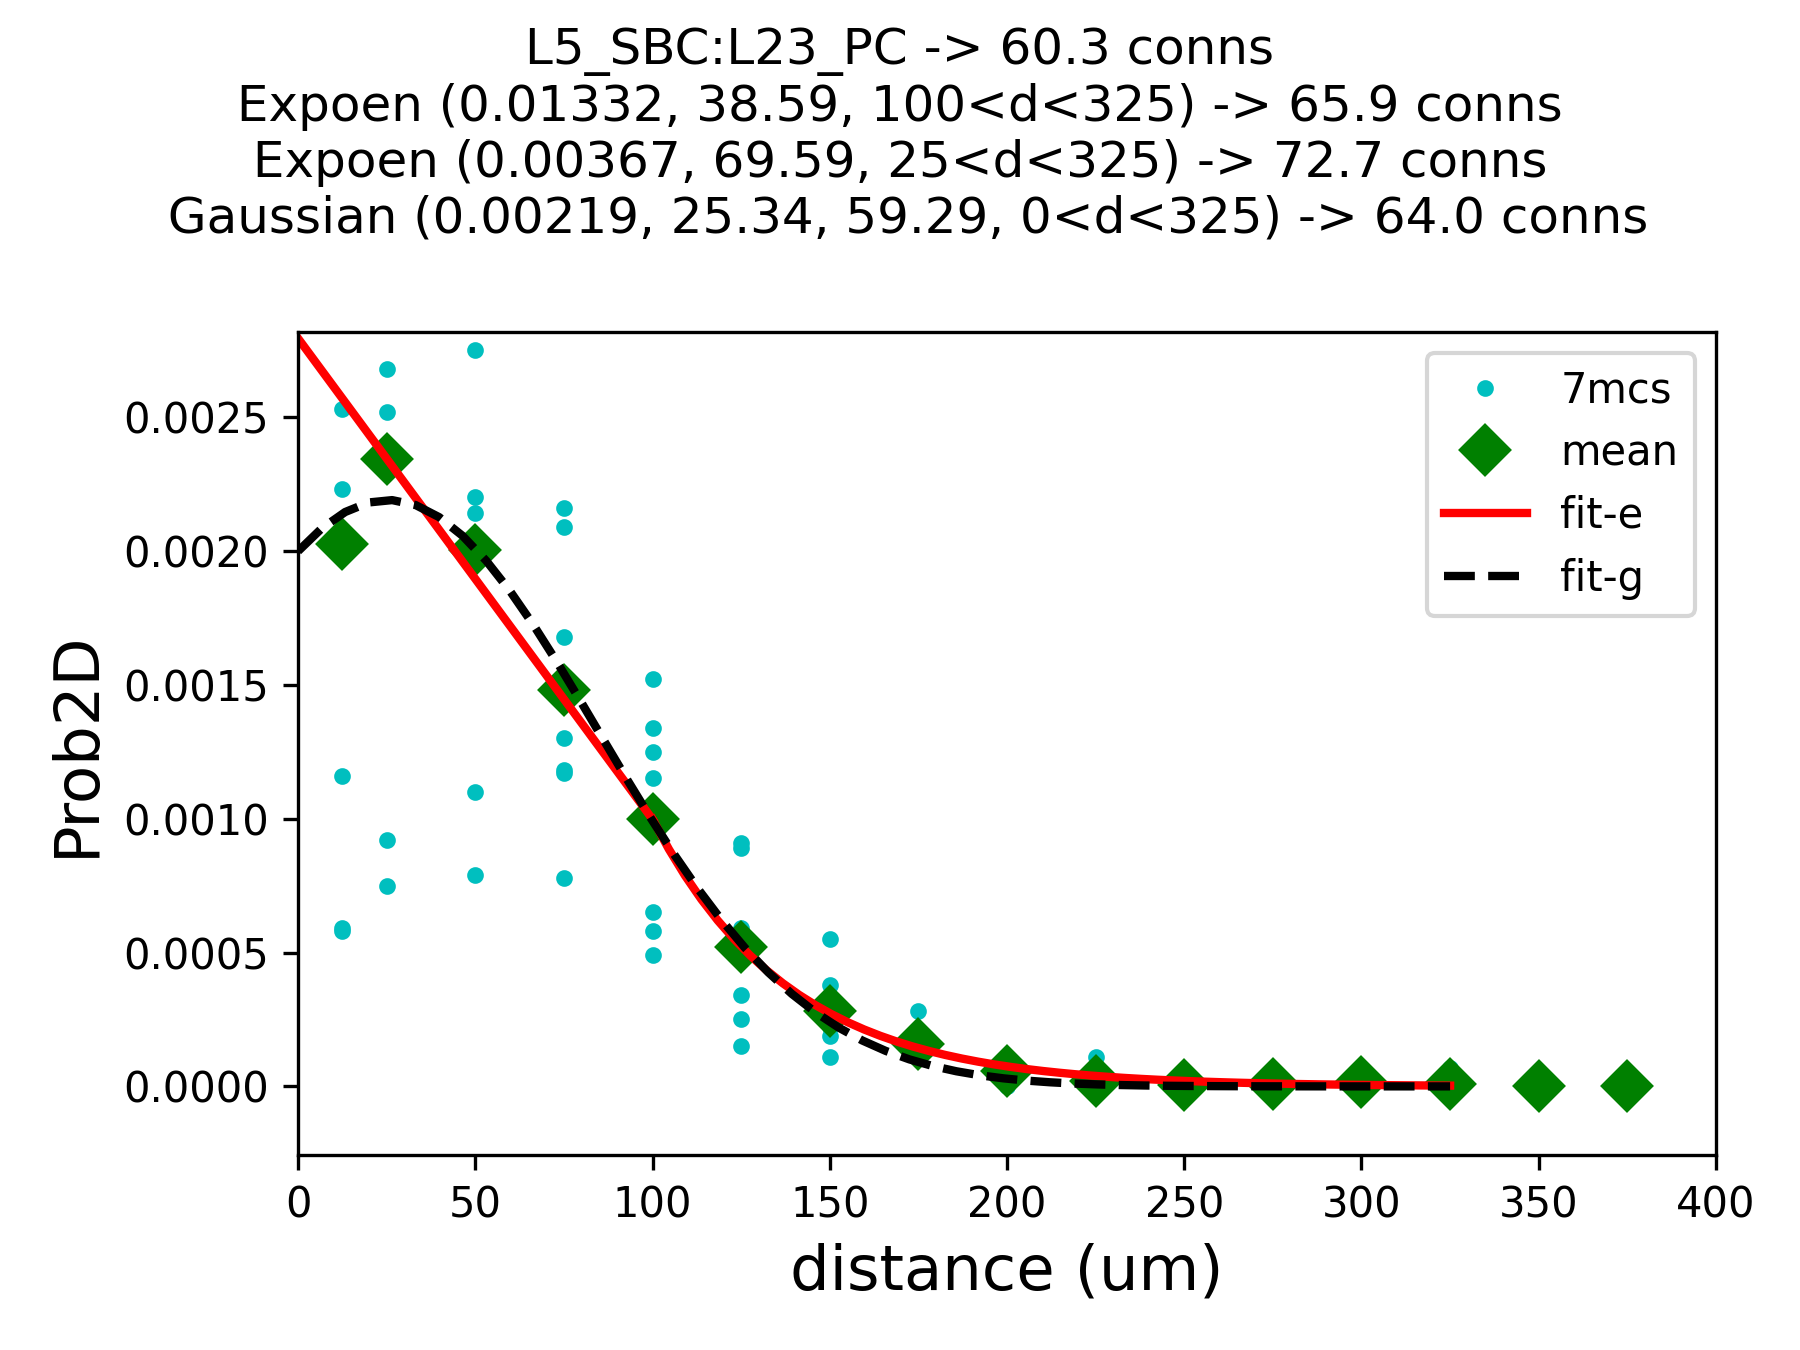 L5_SBC:L23_PC -> 60.3 conns
Expoen (0.01332, 38.59, 100<d<325) -> 65.9 conns
Expoen (0.00367, 69.59, 25<d<325) -> 72.7 conns
Gaussian (0.00219, 25.34, 59.29, 0<d<325) -> 64.0 conns
7mcs
mean
fit-e
fit-g
Prob2D
0.0025
0.0020
0.0015
0.0010
0.0005
0.0000
0 50 100 150 200 250 300 350 400
distance (um)